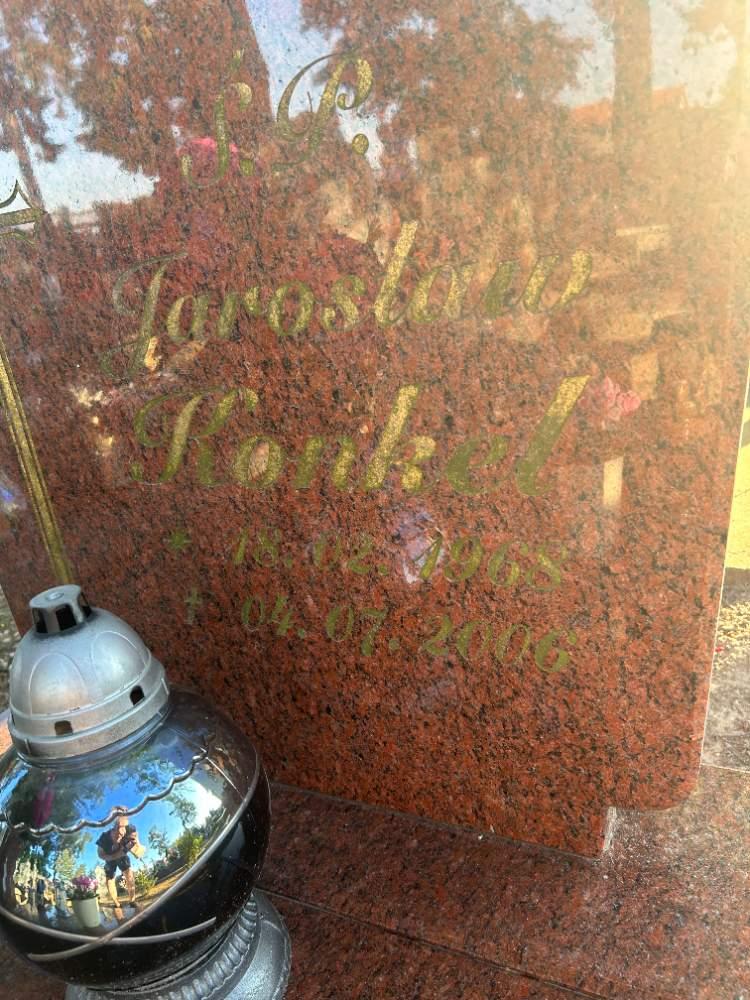 Ś.P.
Jarosław
Konkel
* 18.02.1968
† 04.07.2006